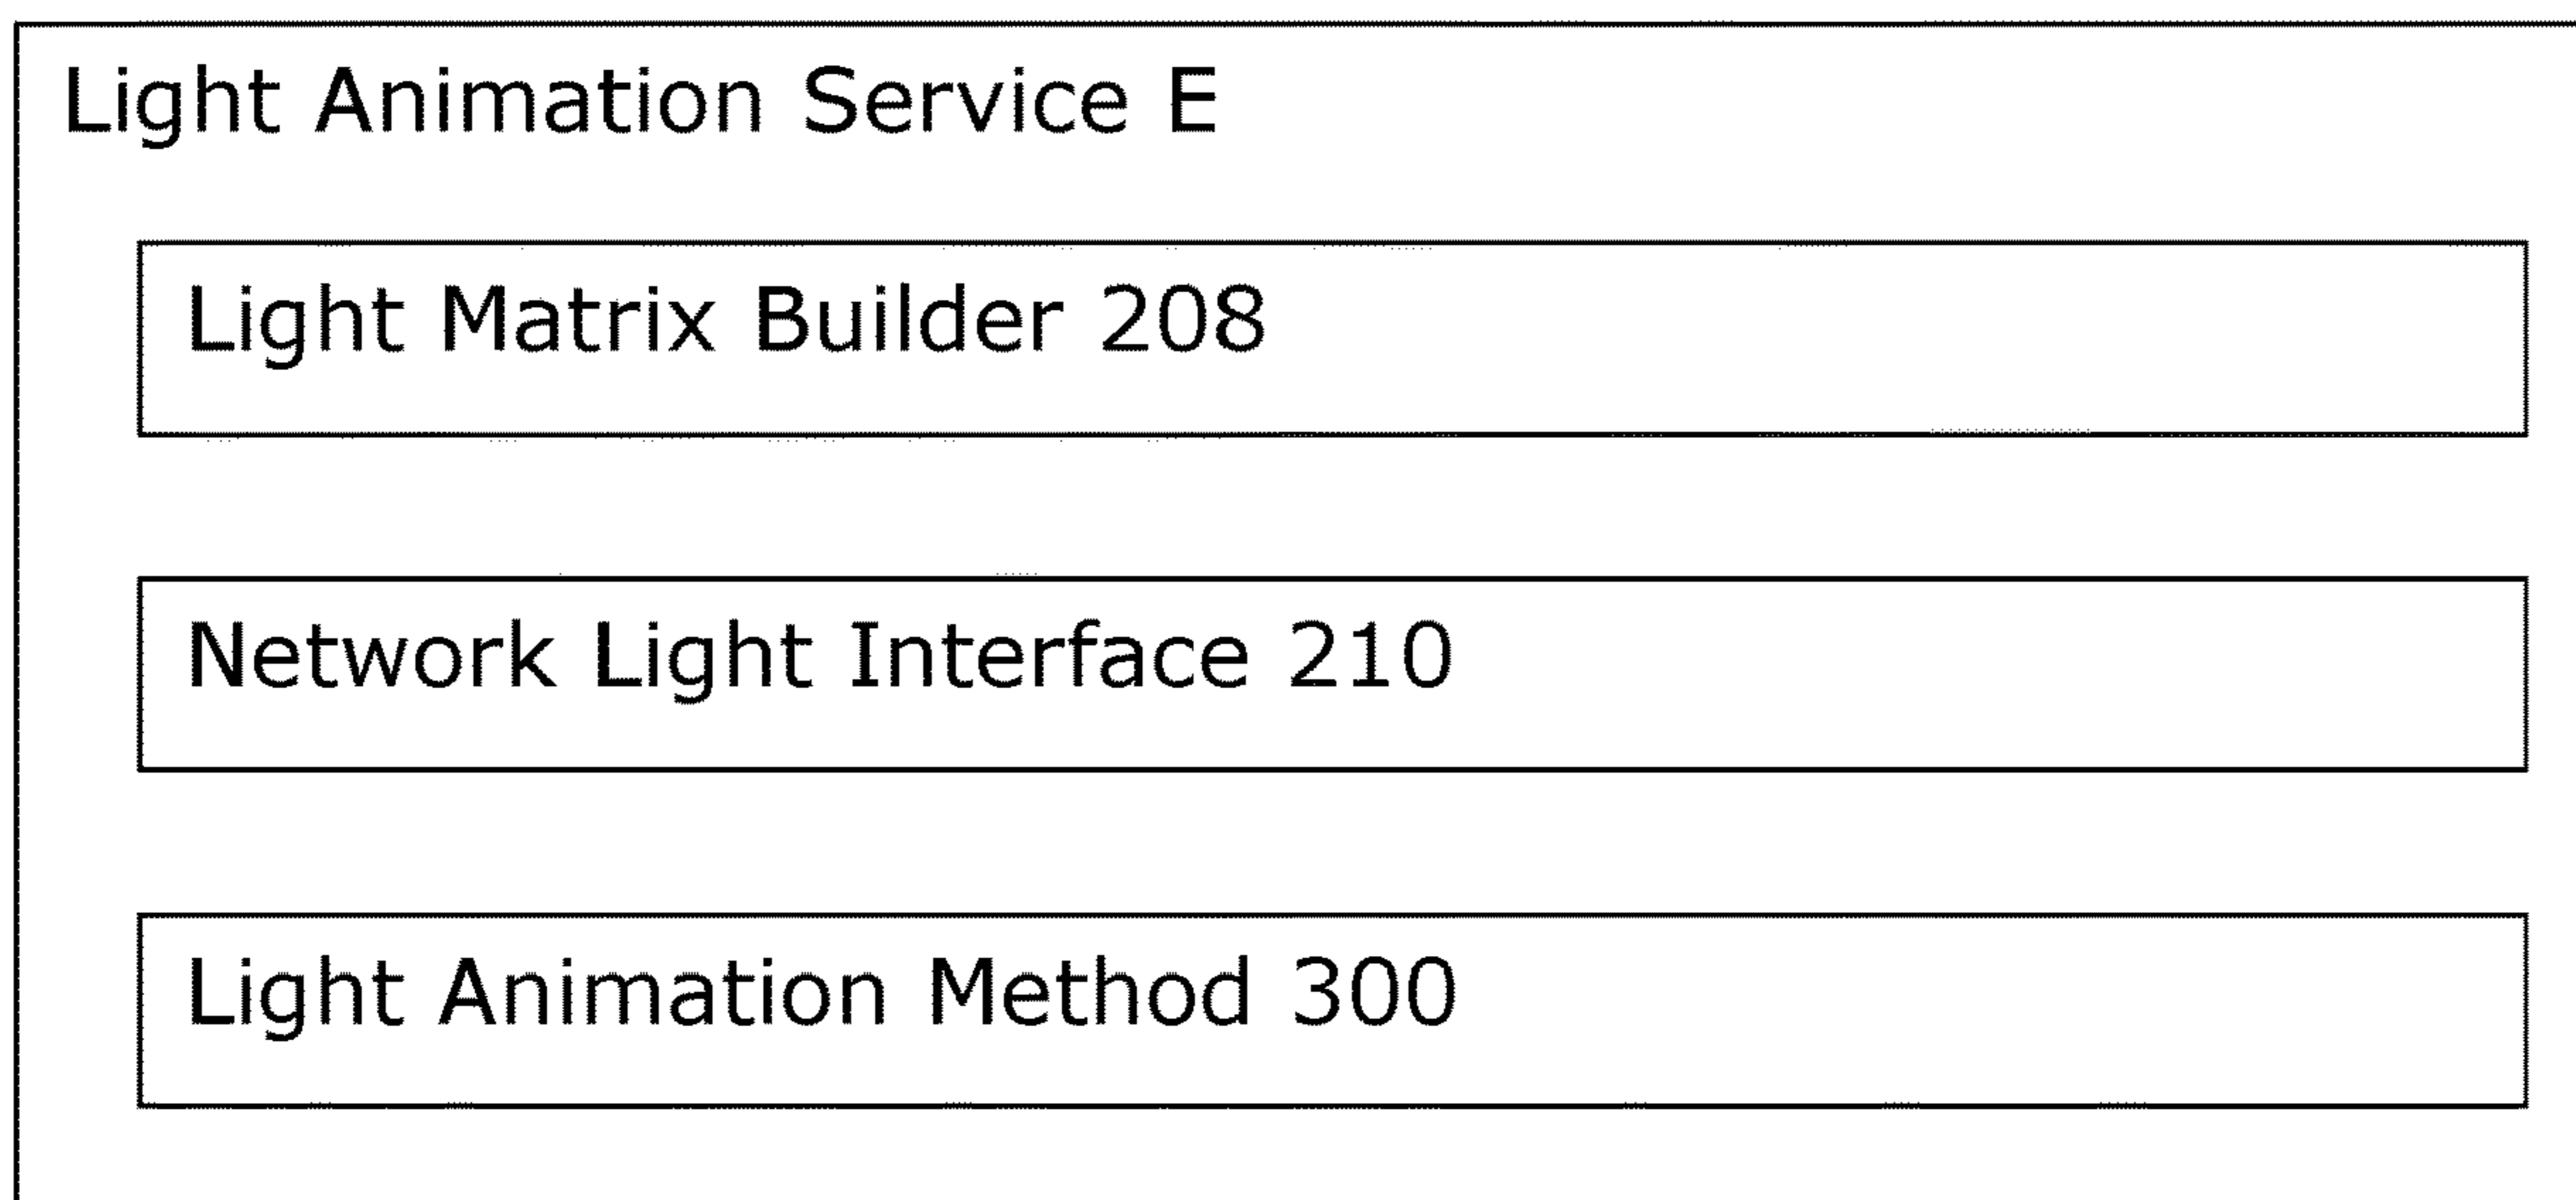 Light Animation Service E
Light Matrix Builder 208
Network Light Interface 210
Light Animation Method 300